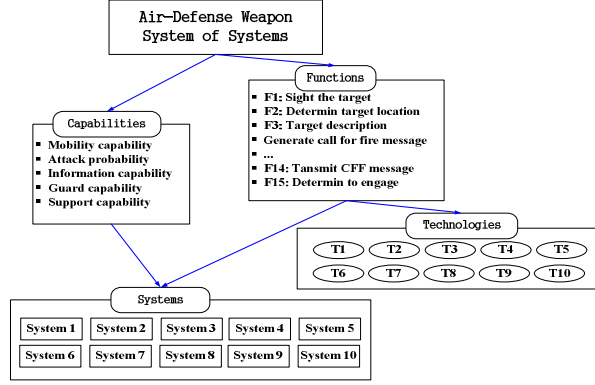 Air-Defense Weapon
System of Systems
Functions
F1: Sight the target
F2: Determin target location
F3: Target description
Generate call for fire message
...
F14: Tansmit CFF message
F15: Determin to engage
Capabilities
Mobility capability
Attack probability
Information capability
Guard capability
Support capability
Technologies
T1 T2 T3 T4 T5
T6 T7 T8 T9 T10
Systems
System 1 System 2 System 3 System 4 System 5
System 6 System 7 System 8 System 9 System 10